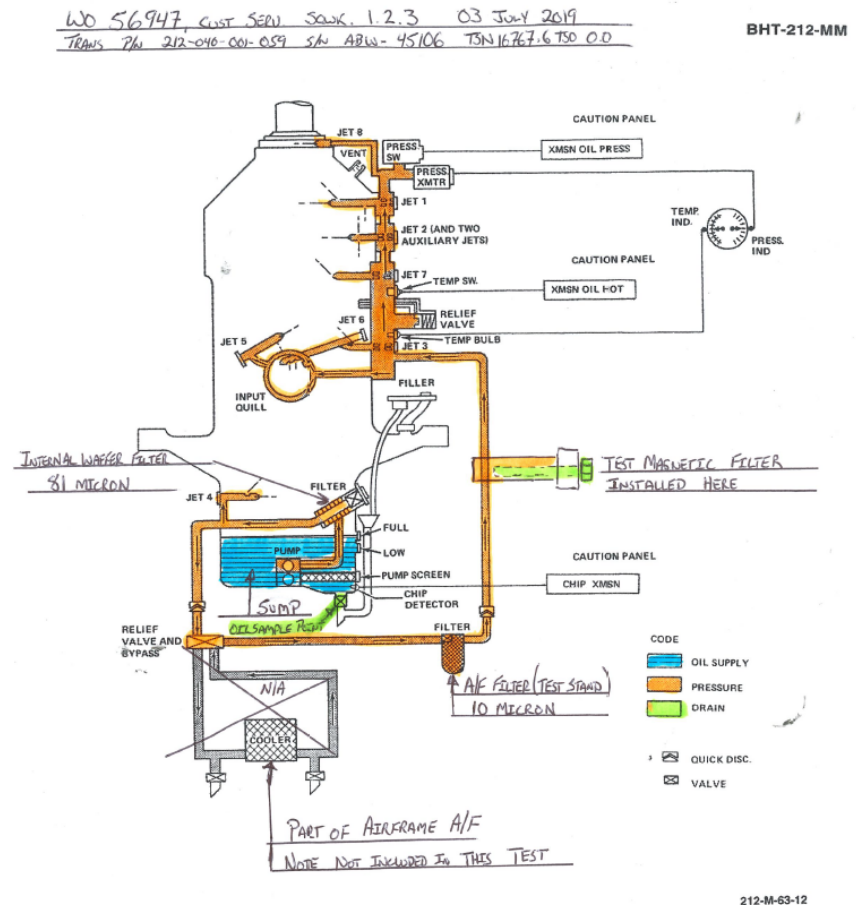 WO 56947, CUST SERV. SQWK. 1.2.3 03 JULY 2019
TRANS P/N 212-040-001-059 S/N ABW-45106 TSN 16767.6 TSO 0.0
BHT-212-MM
JET 8
VENT
PRESS SW
PRESS. XMTR
CAUTION PANEL
XMSN OIL PRESS
JET 1
JET 2 (AND TWO
AUXILIARY JETS)
TEMP. IND.
PRESS. IND
JET 7
TEMP SW.
CAUTION PANEL
XMSN OIL HOT
RELIEF
VALVE
JET 6
TEMP BULB
JET 5
JET 3
INPUT
QUILL
FILLER
INTERNAL WAFFER FILTER
81 MICRON
FILTER
TEST MAGNETIC FILTER
INSTALLED HERE
JET 4
FULL
LOW
PUMP
PUMP SCREEN
CAUTION PANEL
CHIP XMSN
CHIP
DETECTOR
SUMP
OIL SAMPLE POINT
RELIEF
VALVE AND
BYPASS
FILTER
CODE
OIL SUPPLY
PRESSURE
DRAIN
N/A
A/F FILTER (TEST STAND)
10 MICRON
COOLER
QUICK DISC.
VALVE
PART OF AIRFRAME A/F
NOTE NOT INCLUDED IN THIS TEST
212-M-63-12